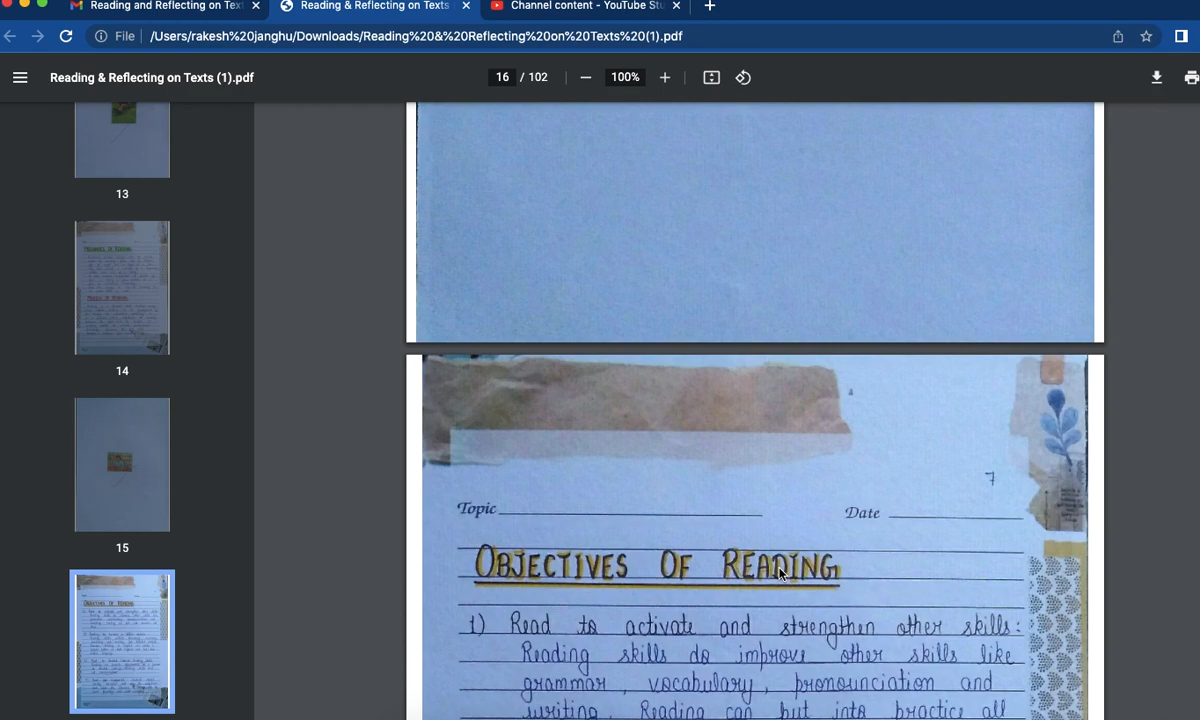 Reading and Reflecting on Tex
Reading & Reflecting on Texts
Channel content - YouTube Stu
File
/Users/rakesh%20janghu/Downloads/Reading%20&%20Reflecting%20on%20Texts%20(1).pdf
Reading & Reflecting on Texts (1).pdf
16 / 102
100%
13
14
15
7
Topic
Date
OBJECTIVES OF READING
1) Read to activate and strengthen other skills:
Reading skills do improve other skills like
grammar, vocabulary, pronounciation and
writing. Reading can put into practice all